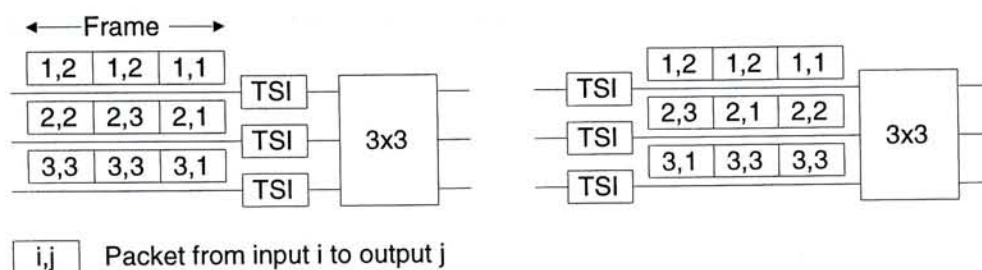 Frame
1,2 1,2 1,1
TSI
2,2 2,3 2,1
TSI
3,3 3,3 3,1
TSI
3x3
1,2 1,2 1,1
TSI
2,3 2,1 2,2
TSI
3,1 3,3 3,3
TSI
3x3
i,j Packet from input i to output j